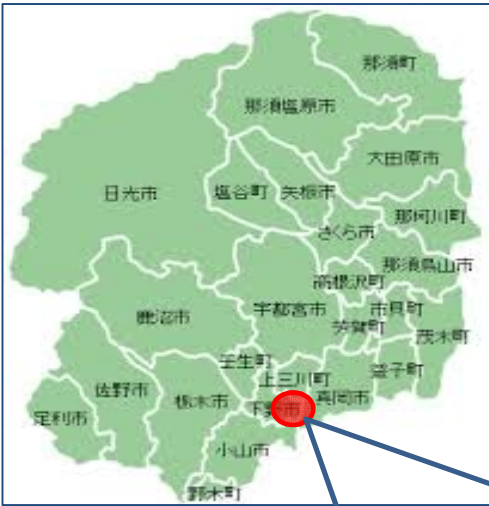 那須町
那須塩原市
大田原市
日光市
塩谷町
矢板市
那珂川町
さくら市
那須烏山市
高根沢町
鹿沼市
宇都宮市
市貝町
芳賀町
茂木町
壬生町
上三川町
益子町
佐野市
栃木市
真岡市
下野市
足利市
小山市
野木町